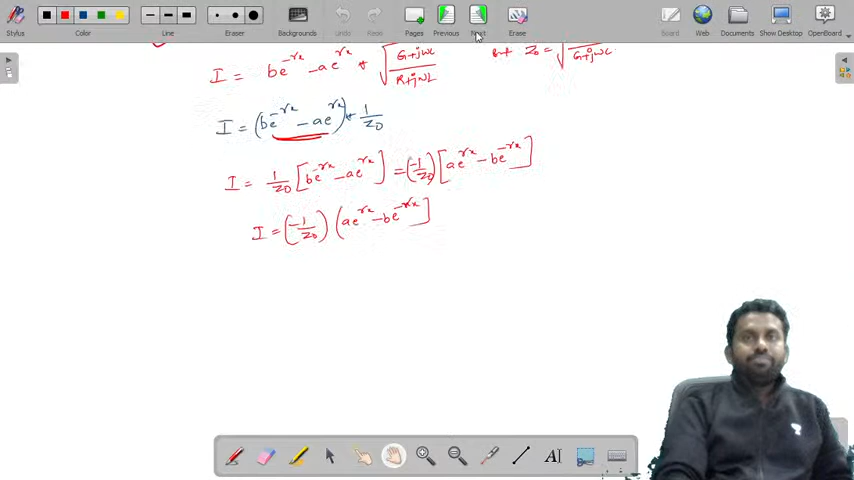 Stylus Color Line Eraser Undo Redo Pages Previous Next Erase Board Web Documents Show Desktop OpenBoard
I = be^{-γx} - ae^{γx} * √(G+jωC / R+jωL) But Z0 = √( / G+jωC)
I = (be^{-γx} - ae^{γx}) * 1/Z0
I = 1/Z0 [be^{-γx} - ae^{γx}] = (-1/Z0) [ae^{γx} - be^{-γx}]
I = (-1/Z0) (ae^{γx} - be^{-γx}]